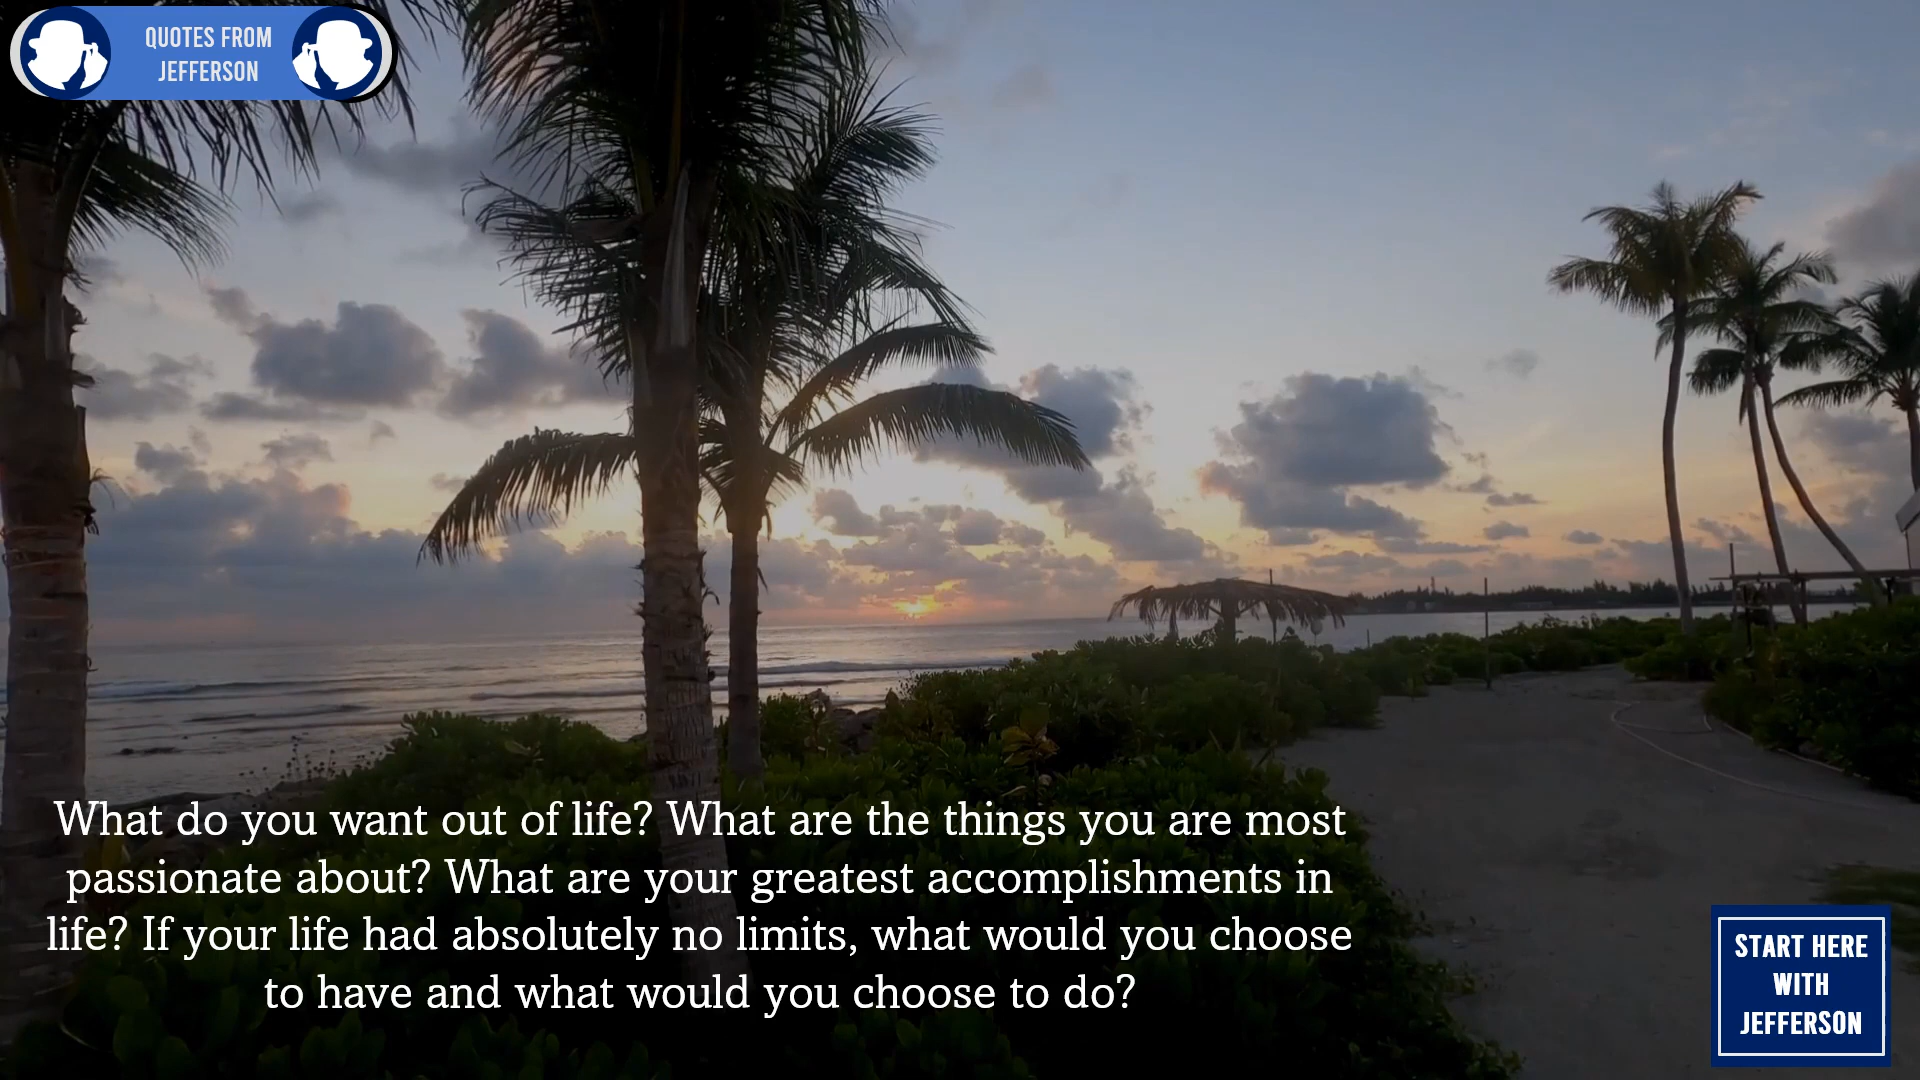 QUOTES FROM
JEFFERSON
What do you want out of life? What are the things you are most
passionate about? What are your greatest accomplishments in
life? If your life had absolutely no limits, what would you choose
to have and what would you choose to do?
START HERE
WITH
JEFFERSON